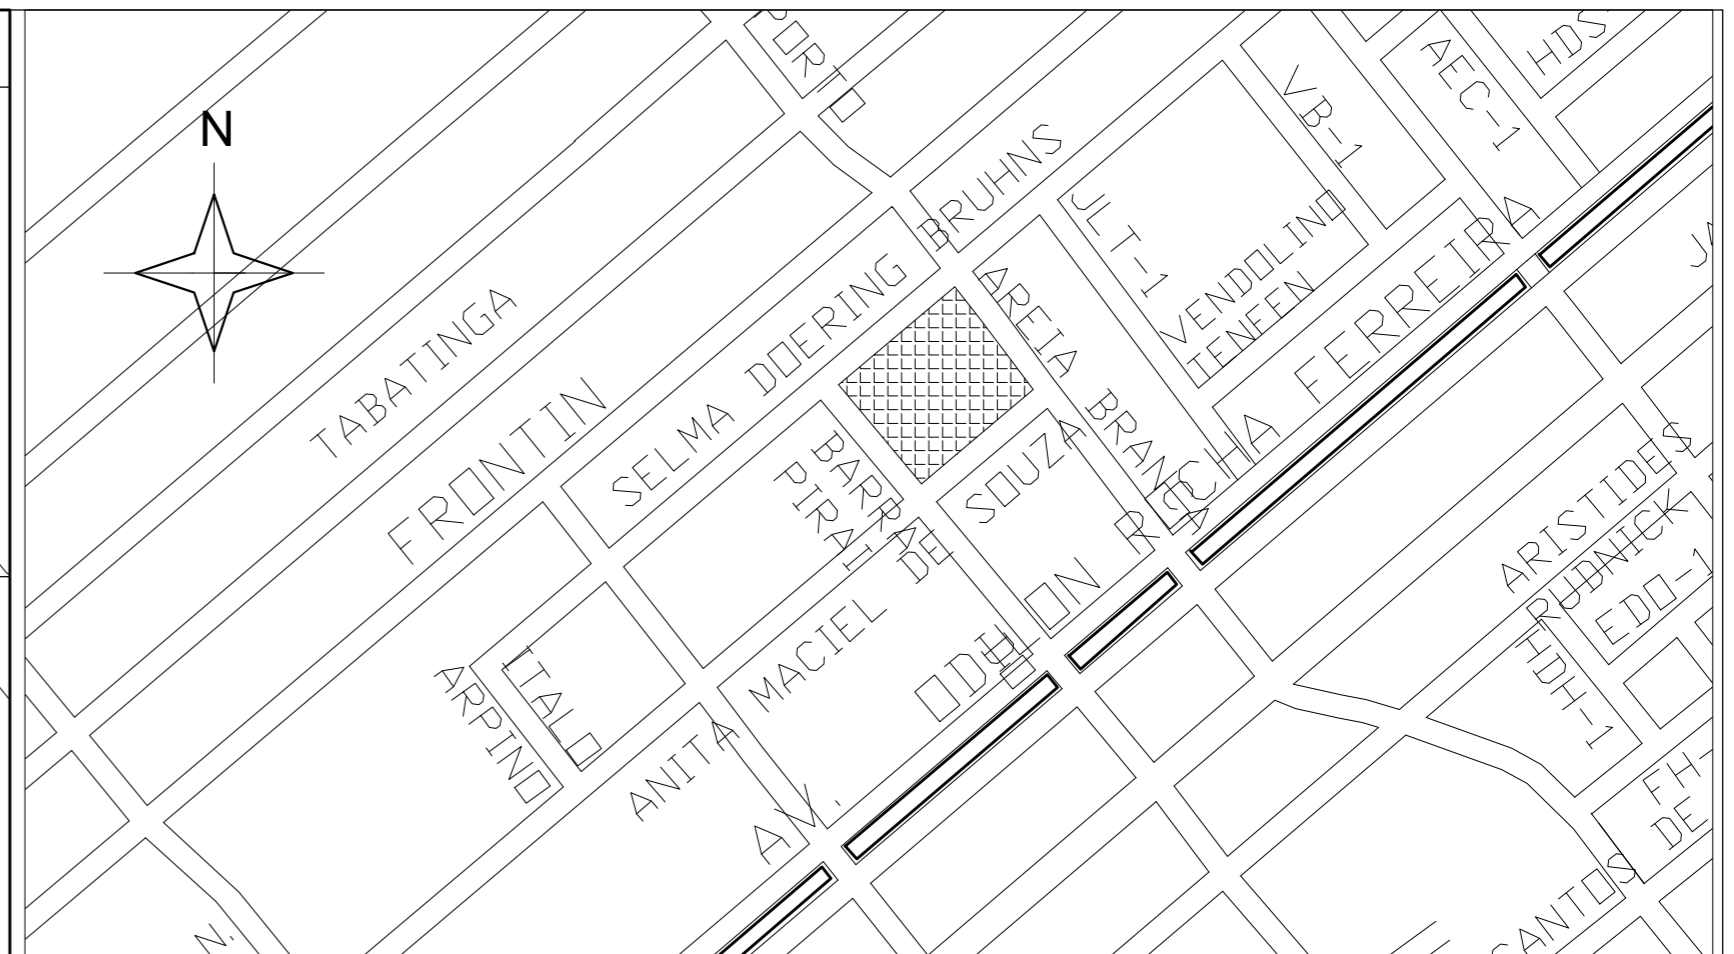 N
HDS
AEC-1
VB-1
BRUHNS
JLT-1
VENDOLINO
TENFEN
TABATINGA
SELMA DOERING
AREIA BRANCA
FRONTIN
BARRA DE
PIRAI
SOUZA
AV. ODILON ROCHA FERREIRA
ARISTIDES
RUDNICK
EDO-1
ANITA MACIEL DE
ITALO
ARPINO
HDH-1
FH-
DE
SANTOS
N.